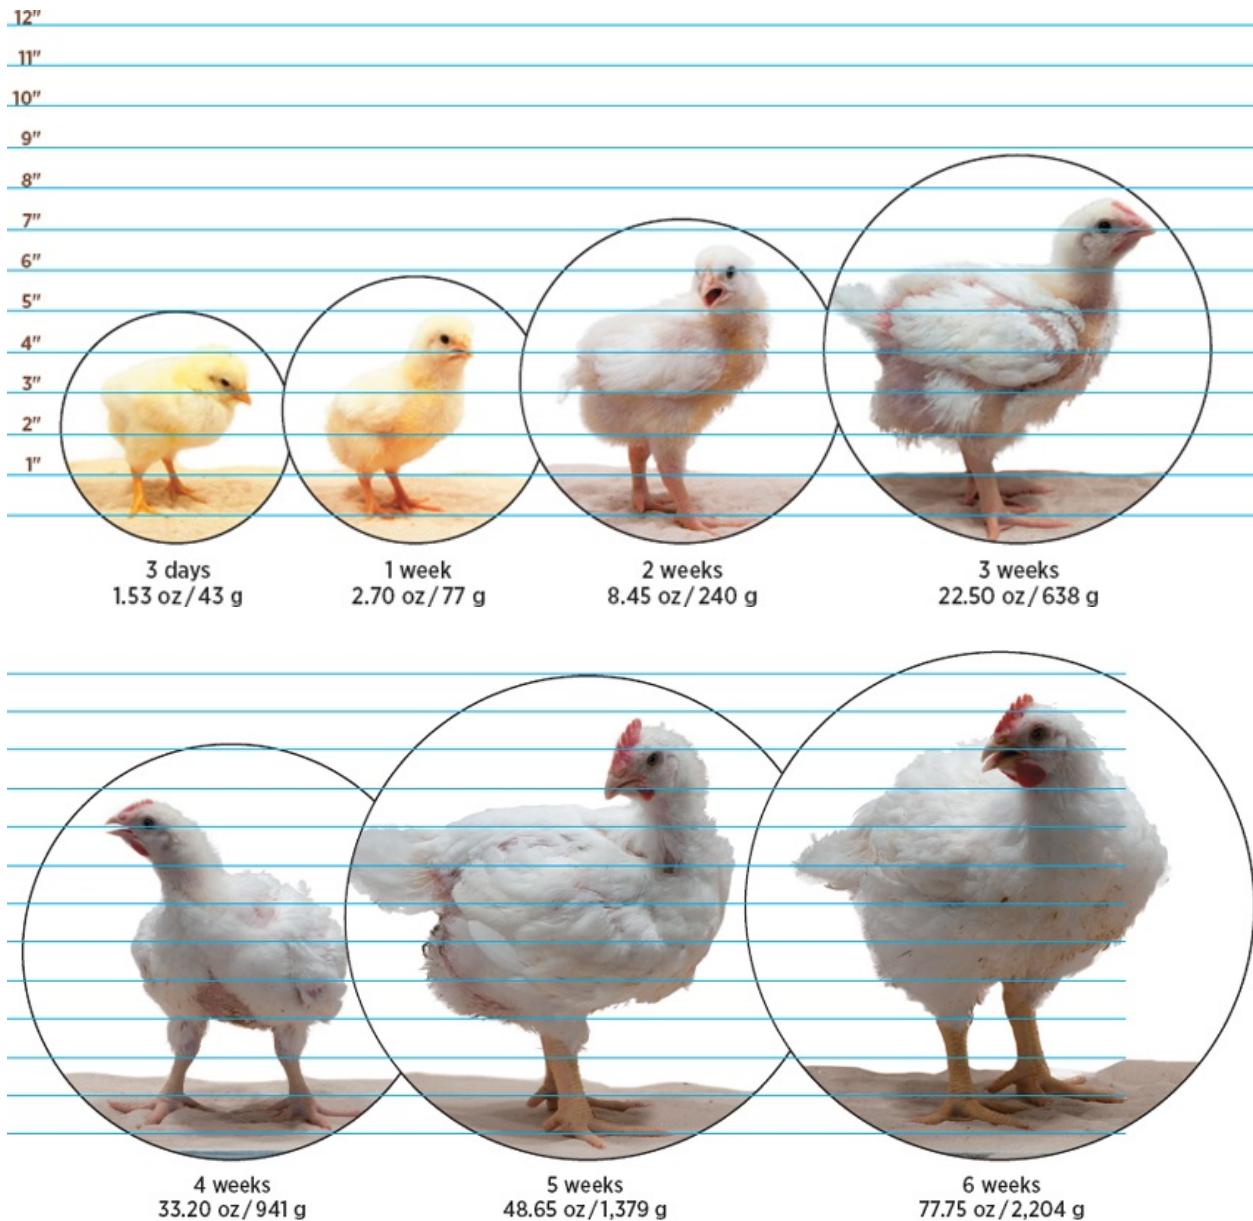 12"
11"
10"
9"
8"
7"
6"
5"
4"
3"
2"
1"
3 days
1.53 oz/43 g
1 week
2.70 oz/77 g
2 weeks
8.45 oz/240 g
3 weeks
22.50 oz/638 g
4 weeks
33.20 oz/941 g
5 weeks
48.65 oz/1,379 g
6 weeks
77.75 oz/2,204 g